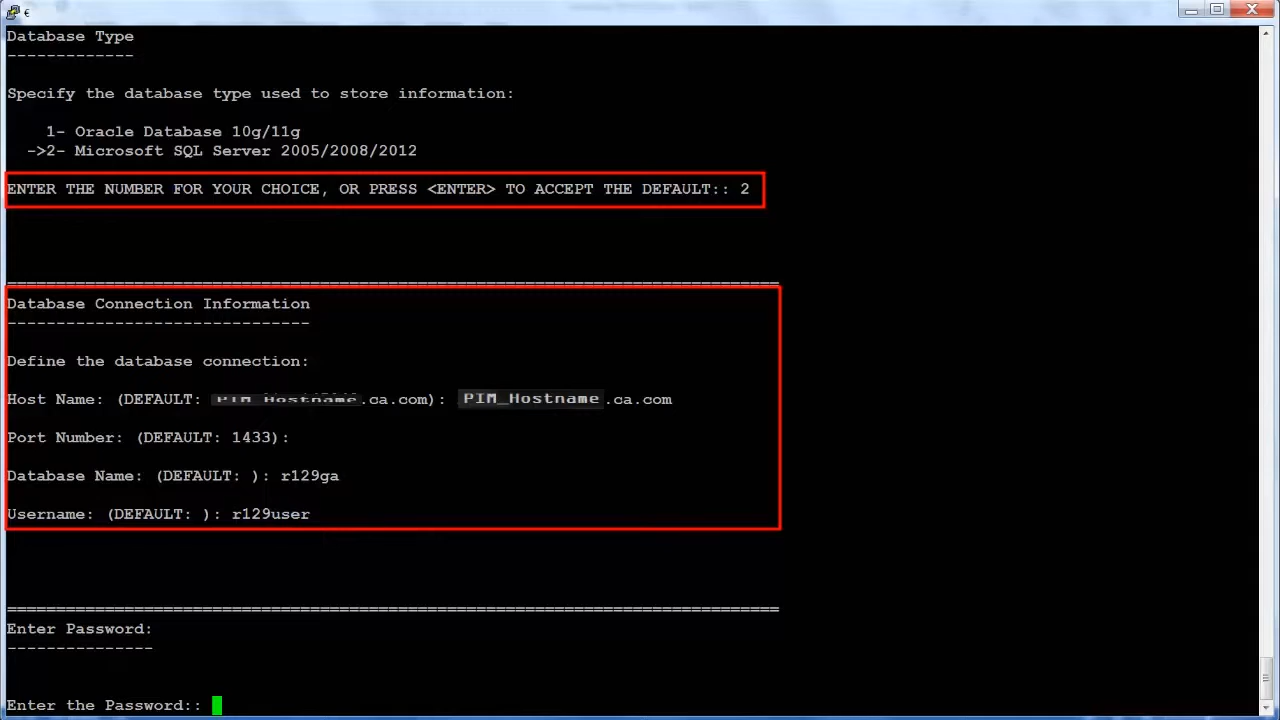 €
Database Type
-------------
Specify the database type used to store information:
1- Oracle Database 10g/11g
->2- Microsoft SQL Server 2005/2008/2012
ENTER THE NUMBER FOR YOUR CHOICE, OR PRESS <ENTER> TO ACCEPT THE DEFAULT:: 2
===============================================================================
Database Connection Information
-------------------------------
Define the database connection:
Host Name: (DEFAULT: PIM_Hostname.ca.com): PIM_Hostname.ca.com
Port Number: (DEFAULT: 1433):
Database Name: (DEFAULT: ): r129ga
Username: (DEFAULT: ): r129user
===============================================================================
Enter Password:
---------------
Enter the Password::